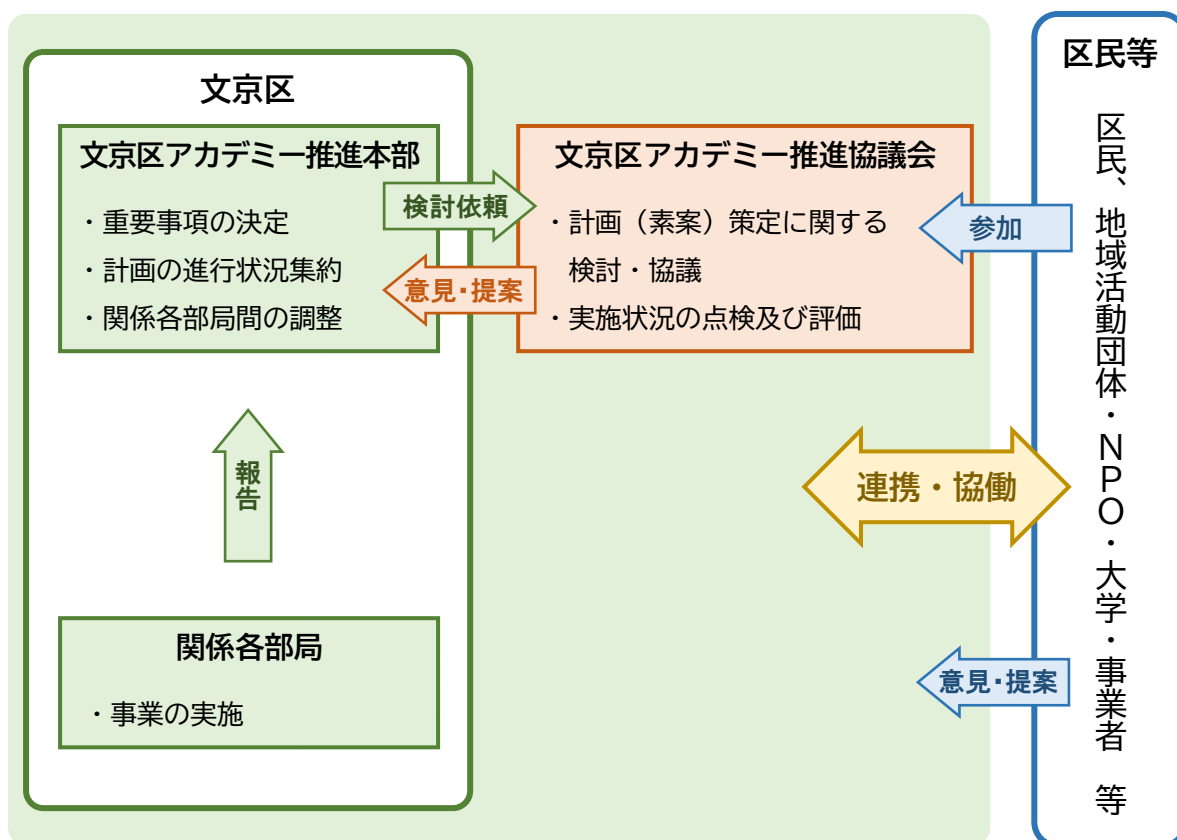 文京区
文京区アカデミー推進本部
・重要事項の決定
・計画の進行状況集約
・関係各部局間の調整
検討依頼
意見・提案
文京区アカデミー推進協議会
・計画（素案）策定に関する
検討・協議
・実施状況の点検及び評価
参加
区民等
区民、地域活動団体・ＮＰＯ・大学・事業者　等
報告
連携・協働
関係各部局
・事業の実施
意見・提案